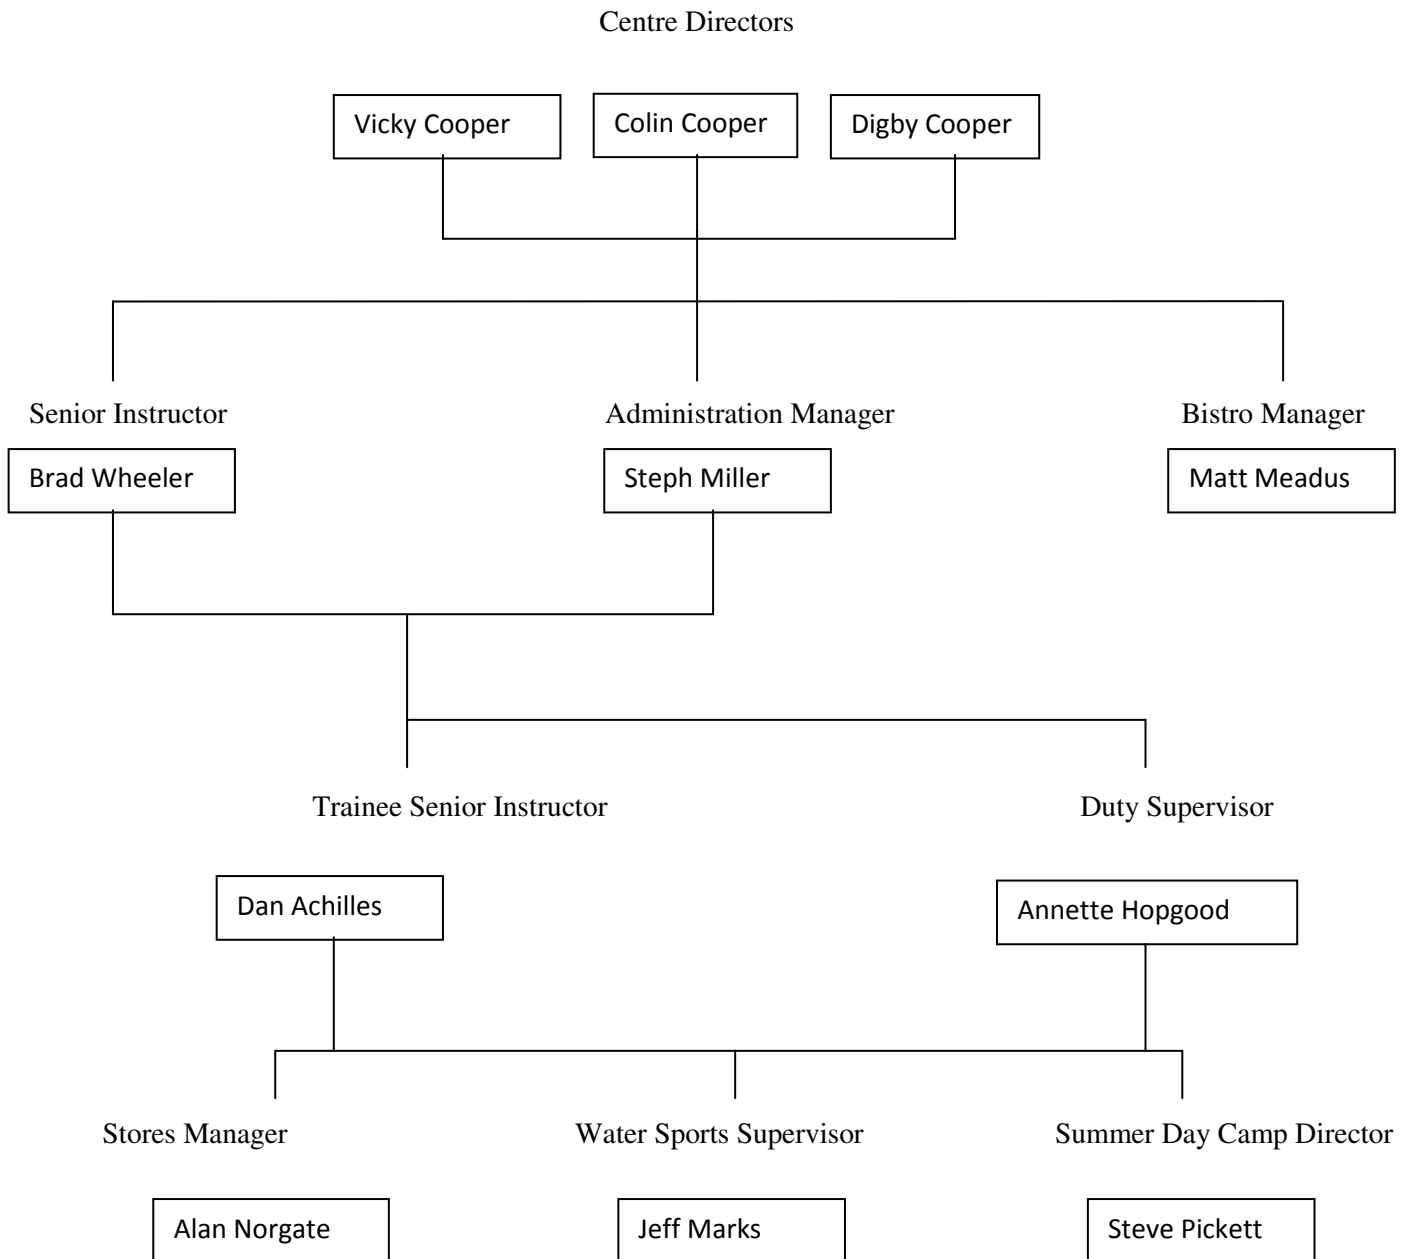 Centre Directors
Vicky Cooper
Colin Cooper
Digby Cooper
Senior Instructor
Administration Manager
Bistro Manager
Brad Wheeler
Steph Miller
Matt Meadus
Trainee Senior Instructor
Duty Supervisor
Dan Achilles
Annette Hopgood
Stores Manager
Water Sports Supervisor
Summer Day Camp Director
Alan Norgate
Jeff Marks
Steve Pickett